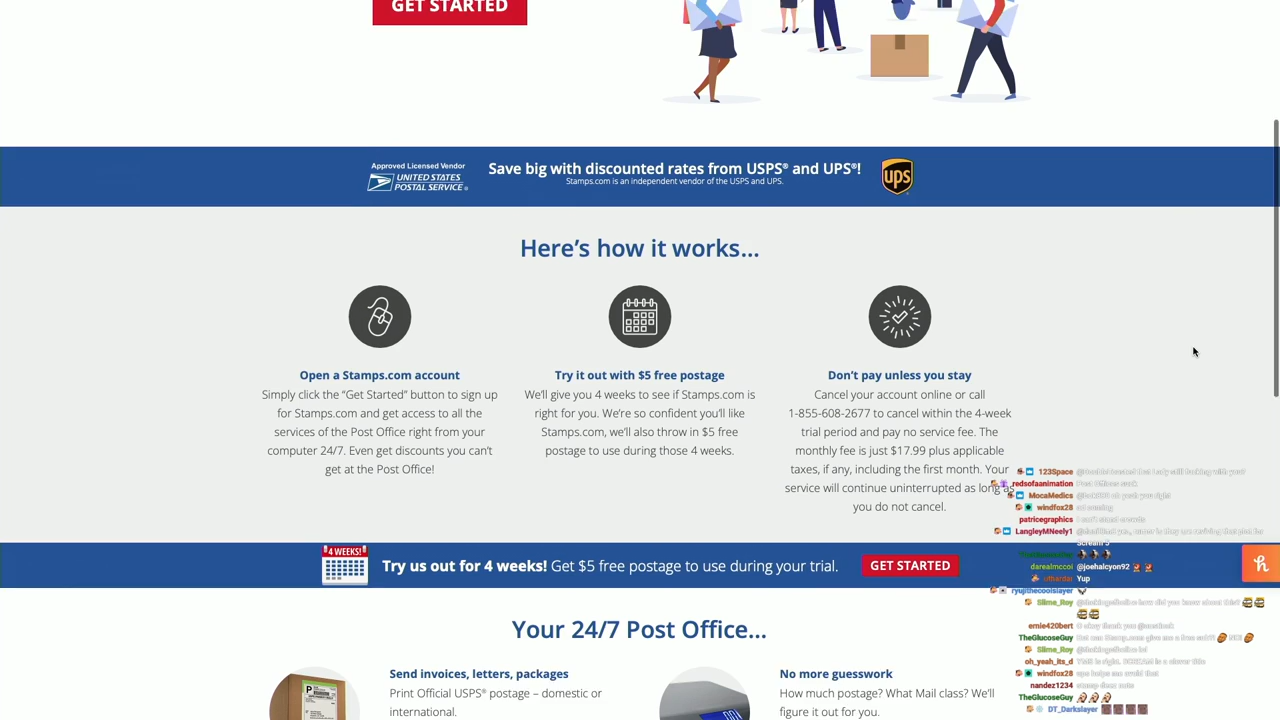 GET STARTED
Approved Licensed Vendor
UNITED STATES
POSTAL SERVICE®
Save big with discounted rates from USPS® and UPS®!
Stamps.com is an independent vendor of the USPS and UPS.
ups
Here's how it works...
Open a Stamps.com account
Simply click the “Get Started” button to sign up
for Stamps.com and get access to all the
services of the Post Office right from your
computer 24/7. Even get discounts you can’t
get at the Post Office!
Try it out with $5 free postage
We’ll give you 4 weeks to see if Stamps.com is
right for you. We’re so confident you’ll like
Stamps.com, we’ll also throw in $5 free
postage to use during those 4 weeks.
Don’t pay unless you stay
Cancel your account online or call
1-855-608-2677 to cancel within the 4-week
trial period and pay no service fee. The
monthly fee is just $17.99 plus applicable
taxes, if any, including the first month. Your
service will continue uninterrupted as long as
you do not cancel.
4 WEEKS!
Try us out for 4 weeks! Get $5 free postage to use during your trial.
GET STARTED
h
Your 24/7 Post Office...
Send invoices, letters, packages
Print Official USPS® postage – domestic or
international.
P
No more guesswork
How much postage? What Mail class? We’ll
figure it out for you.
123Space
redsofaanimation
MocaMedics
windfox28
patricegraphics
LangleyMNeely1
Scream 5
darealmccoi @joehalcyon92
Yup
ryujithecoolslayer
Slime_Roy
ernie420bert
TheGlucoseGuy
Slime_Roy
oh_yeah_its_d
windfox28
nandez1234
TheGlucoseGuy
DT_Darkslayer